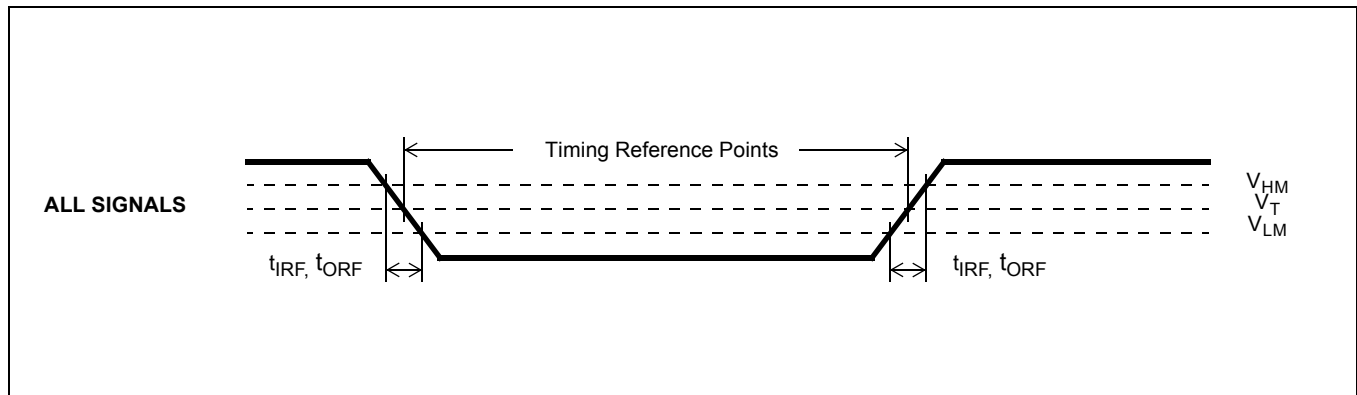 Timing Reference Points
ALL SIGNALS
V_HM
V_T
V_LM
t_IRF, t_ORF
t_IRF, t_ORF